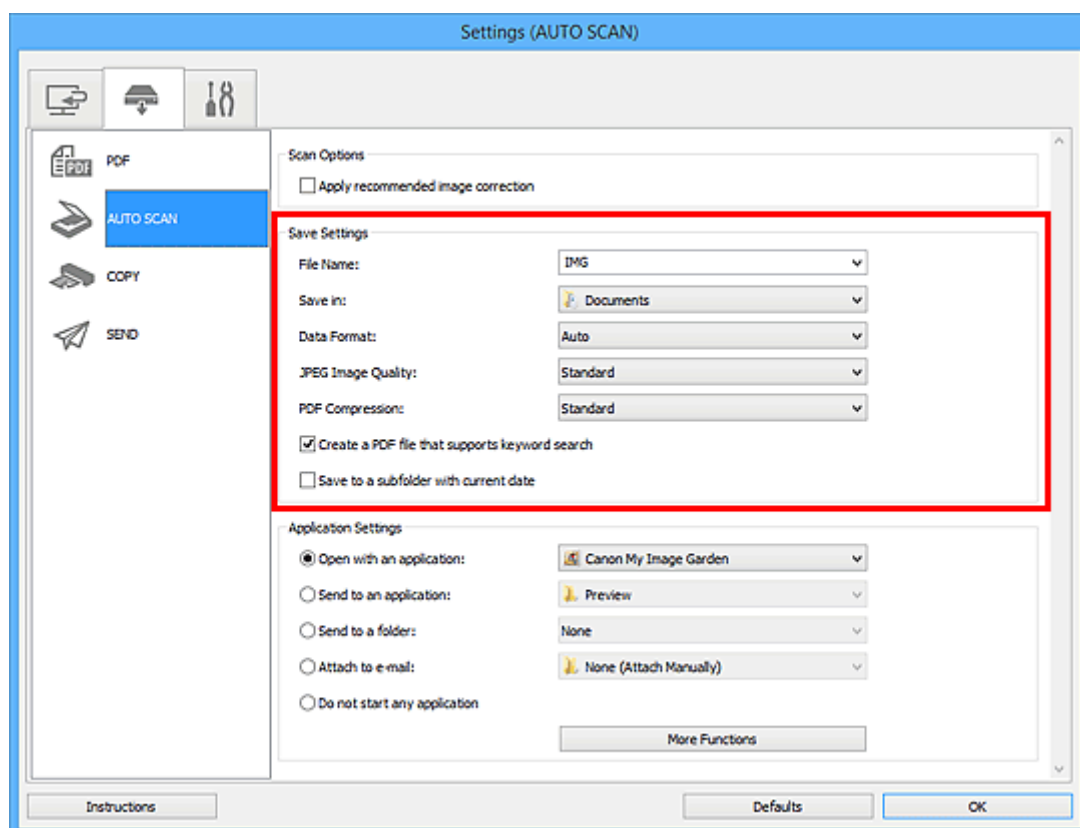 Settings (AUTO SCAN)
PDF
PDF
AUTO SCAN
COPY
SEND
Scan Options
Apply recommended image correction
Save Settings
File Name: IMG
Save in: Documents
Data Format: Auto
JPEG Image Quality: Standard
PDF Compression: Standard
Create a PDF file that supports keyword search
Save to a subfolder with current date
Application Settings
Open with an application: Canon My Image Garden
Send to an application: Preview
Send to a folder: None
Attach to e-mail: None (Attach Manually)
Do not start any application
More Functions
Instructions Defaults OK